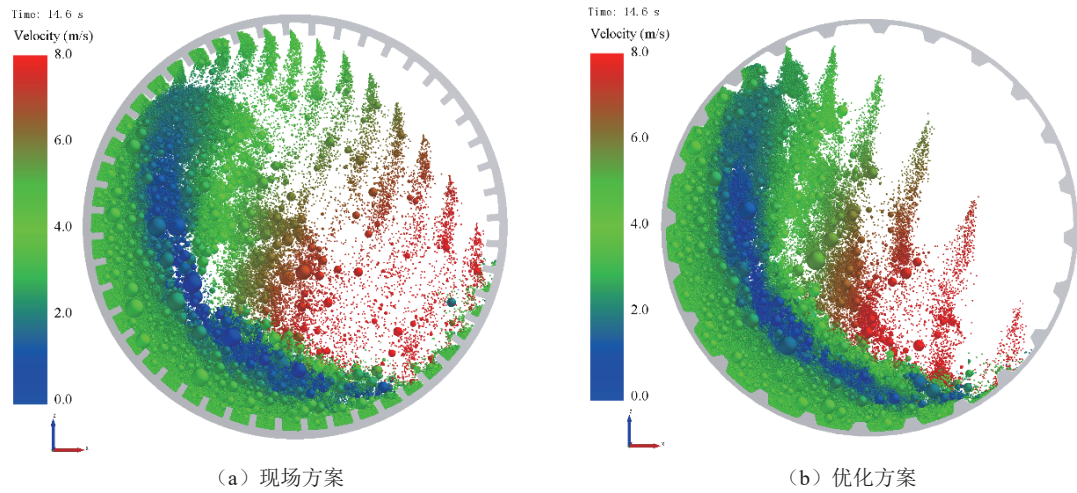 Time: 14.6 s
Velocity (m/s)
8.0
6.0
4.0
2.0
0.0
z
x
(a)现场方案
Time: 14.6 s
Velocity (m/s)
8.0
6.0
4.0
2.0
0.0
z
x
(b)优化方案